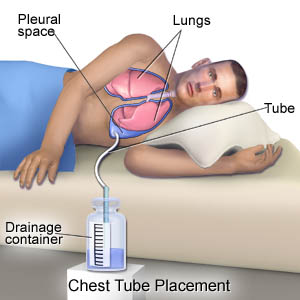 Pleural
space
Lungs
Tube
Drainage
container
Chest Tube Placement